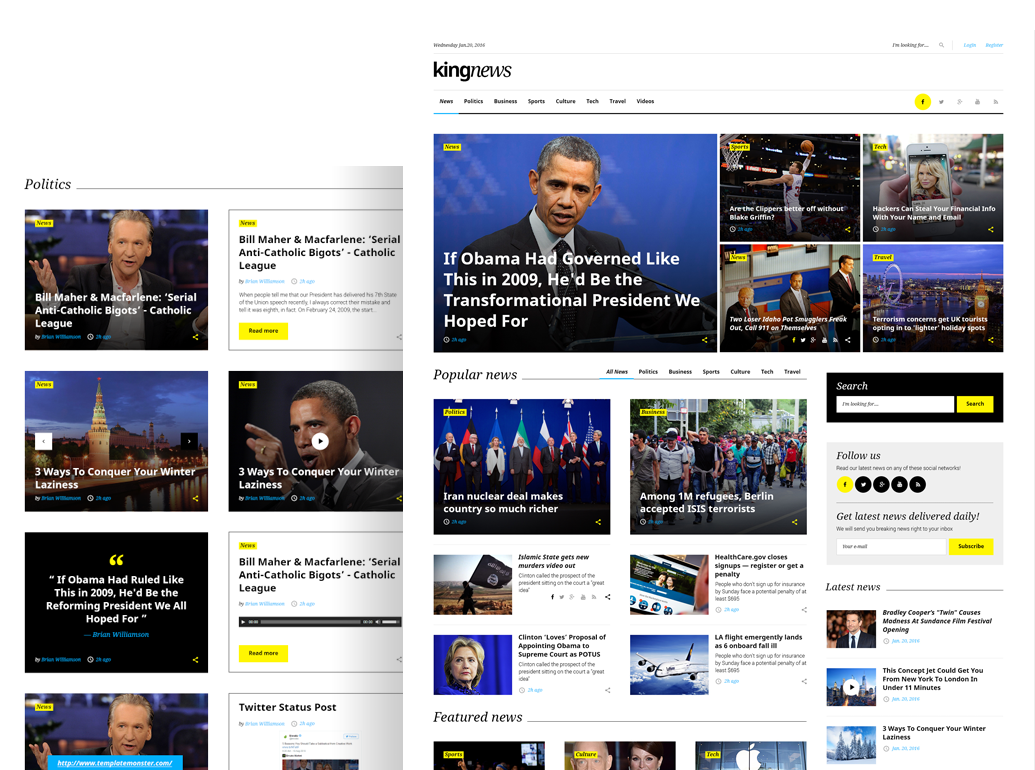 Politics
News
Bill Maher & Macfarlene: ‘Serial
Anti-Catholic Bigots’ - Catholic
League
by Brian Williamson 2h ago
News
Bill Maher & Macfarlene: ‘Serial
Anti-Catholic Bigots’ - Catholic
League
by Brian Williamson 2h ago
When people tell me that our President has delivered his 7th State
of the Union speech recently, I always correct their mistake and
tell it was eighth, in fact. On February 24, 2009, the start...
Read more
News
3 Ways To Conquer Your Winter
Laziness
by Brian Williamson 2h ago
News
3 Ways To Conquer Your Winter
Laziness
by Brian Williamson 2h ago
“ If Obama Had Ruled Like
This in 2009, He'd Be the
Reforming President We All
Hoped For “
— Brian Williamson
by Brian Williamson 2h ago
News
Bill Maher & Macfarlene: ‘Serial
Anti-Catholic Bigots’ - Catholic
League
by Brian Williamson 2h ago
Read more
News
http://www.templatemonster.com/
Twitter Status Post
by Brian Williamson 2h ago
Wednesday Jan.20, 2016
I'm looking for...
Login
Register
kingnews
News Politics Business Sports Culture Tech Travel Videos
News
If Obama Had Governed Like
This in 2009, He'd Be the
Transformational President We
Hoped For
2h ago
Sports
Are the Clippers better off without
Blake Griffin?
2h ago
Tech
Hackers Can Steal Your Financial Info
With Your Name and Email
2h ago
News
Two Loser Idaho Pot Smugglers Freak
Out, Call 911 on Themselves
Travel
Terrorism concerns get UK tourists
opting in to ‘lighter’ holiday spots
2h ago
Popular news
All News Politics Business Sports Culture Tech Travel
Politics
Iran nuclear deal makes
country so much richer
2h ago
Business
Among 1M refugees, Berlin
accepted ISIS terrorists
2h ago
Islamic State gets new
murders video out
Clinton called the prospect of the
president sitting on the court “a great
idea”
HealthCare.gov closes
signups — register or get a
penalty
People who don't sign up for insurance
by Sunday face a potential penalty of at
least $695
2h ago
Clinton ‘Loves’ Proposal of
Appointing Obama to
Supreme Court as POTUS
Clinton called the prospect of the
president sitting on the court “a great
idea”
2h ago
LA flight emergently lands
as 6 onboard fall ill
People who don't sign up for insurance
by Sunday face a potential penalty of at
least $695
2h ago
Featured news
Sports
Culture
Tech
Search
I'm looking for...
Search
Follow us
Read our latest news on any of these social networks!
Get latest news delivered daily!
We will send you breaking news right to your inbox
Your e-mail
Subscribe
Latest news
Bradley Cooper's "Twin" Causes
Madness At Sundance Film Festival
Opening
Jan. 20, 2016
This Concept Jet Could Get You
From New York To London In
Under 11 Minutes
Jan. 20, 2016
3 Ways To Conquer Your Winter
Laziness
Jan. 20, 2016